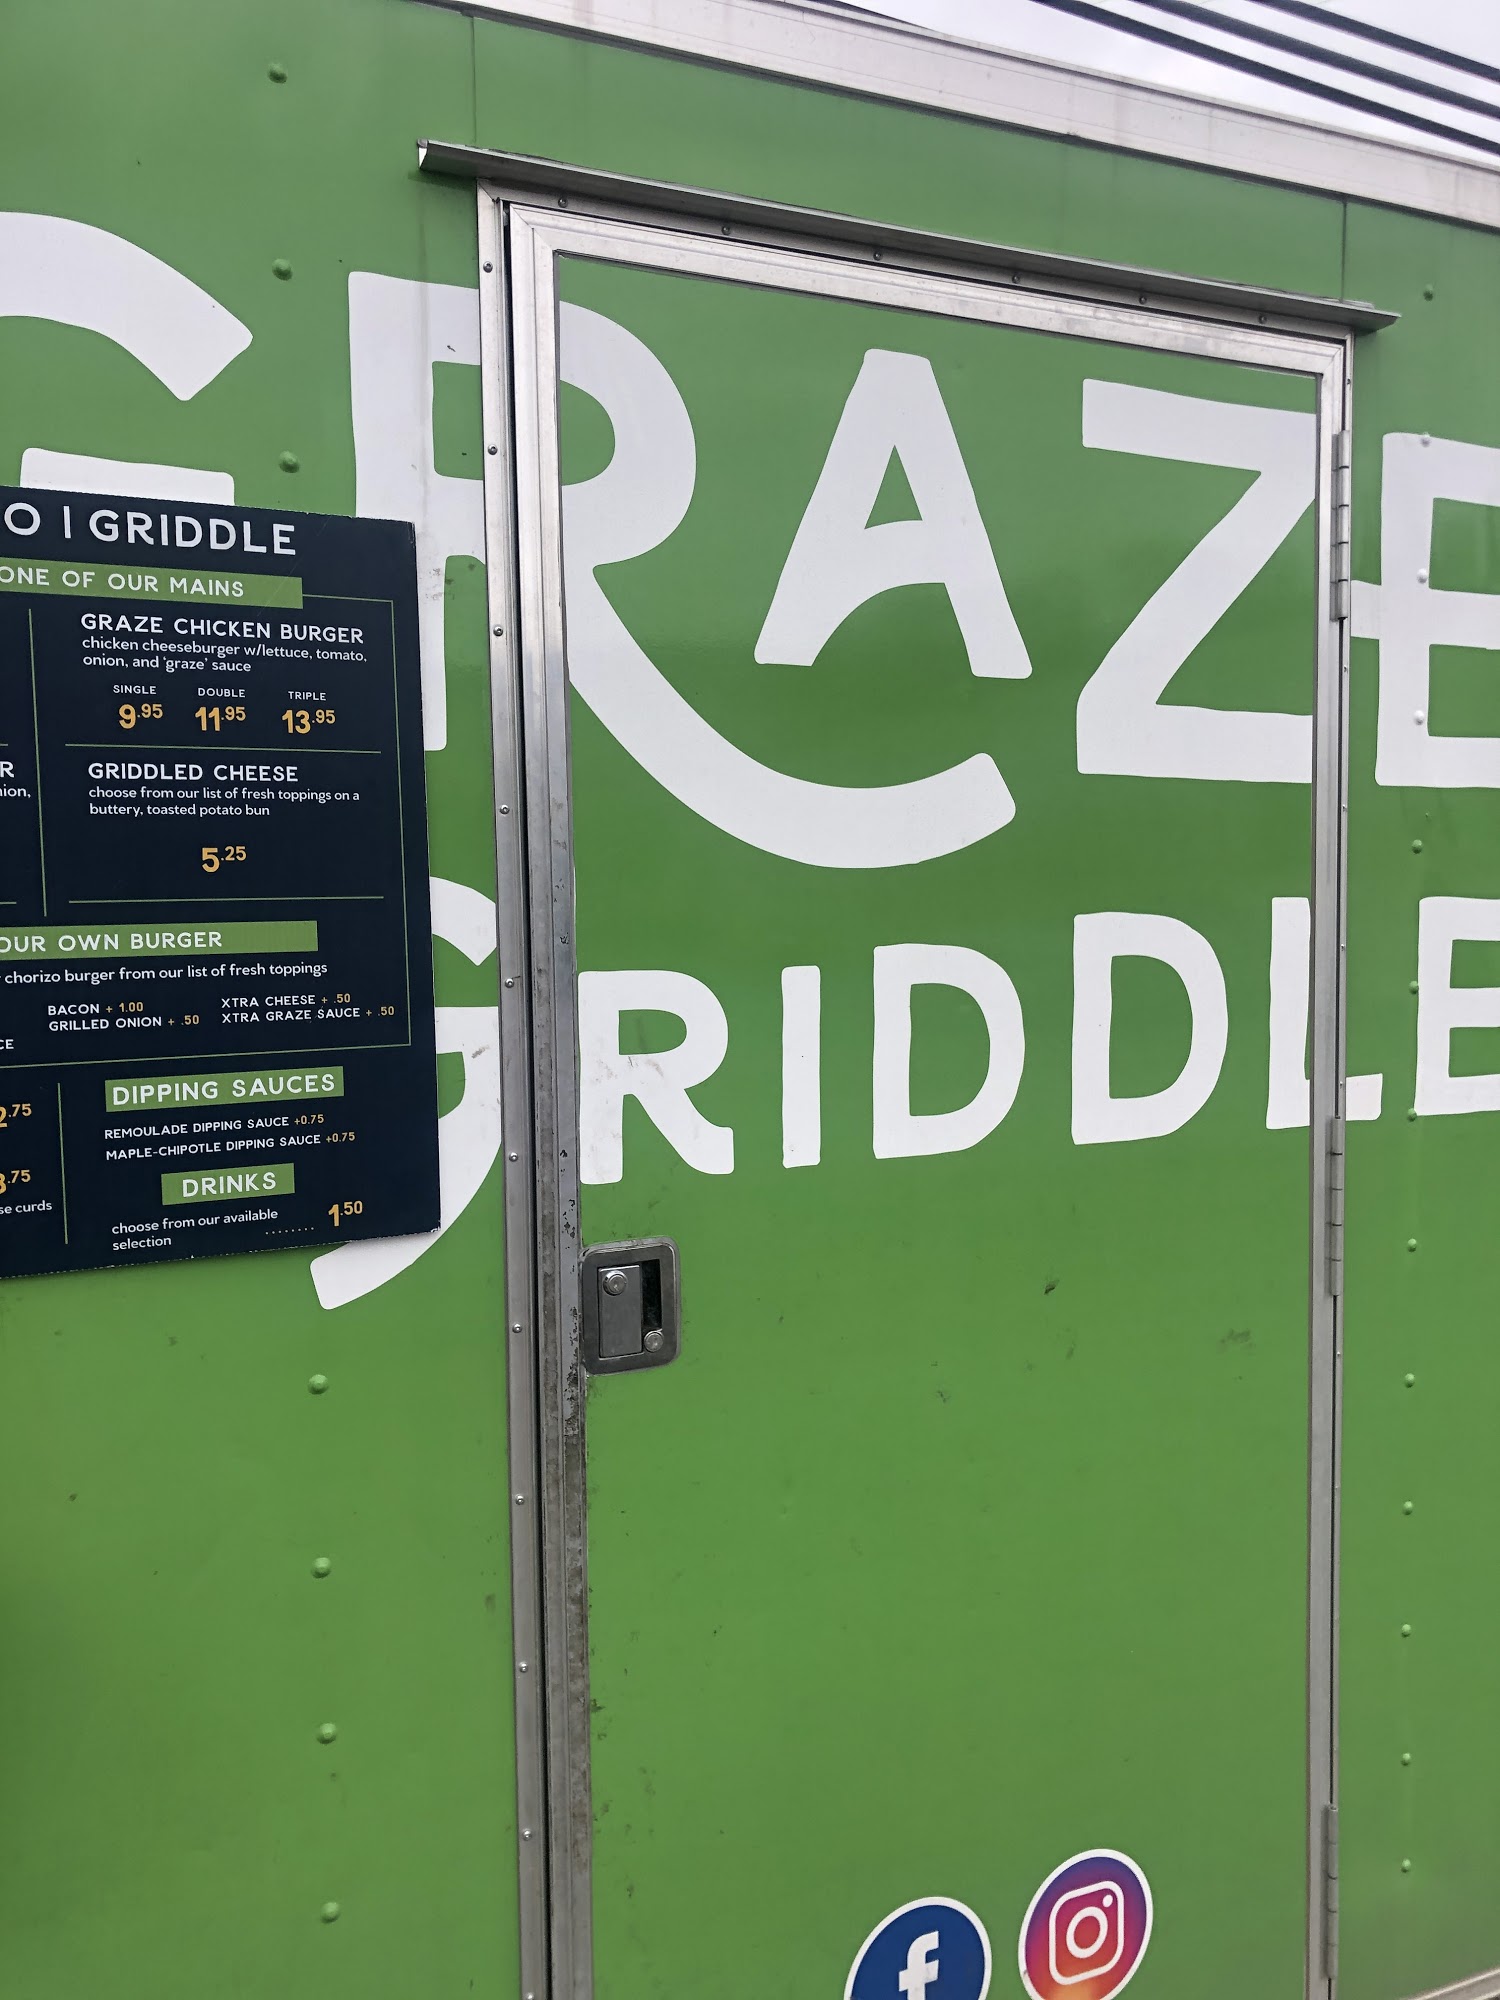 GRAZE
GRIDDLE
O | GRIDDLE
ONE OF OUR MAINS
GRAZE CHICKEN BURGER
chicken cheeseburger w/lettuce, tomato,
onion, and 'graze' sauce
SINGLE DOUBLE TRIPLE
9.95 11.95 13.95
R
GRIDDLED CHEESE
choose from our list of fresh toppings on a
buttery, toasted potato bun
5.25
OUR OWN BURGER
chorizo burger from our list of fresh toppings
BACON + 1.00
GRILLED ONION + .50
XTRA CHEESE + .50
XTRA GRAZE SAUCE + .50
CE
2.75
.75
se curds
DIPPING SAUCES
REMOULADE DIPPING SAUCE +0.75
MAPLE-CHIPOTLE DIPPING SAUCE +0.75
DRINKS
choose from our available
selection ........ 1.50
f